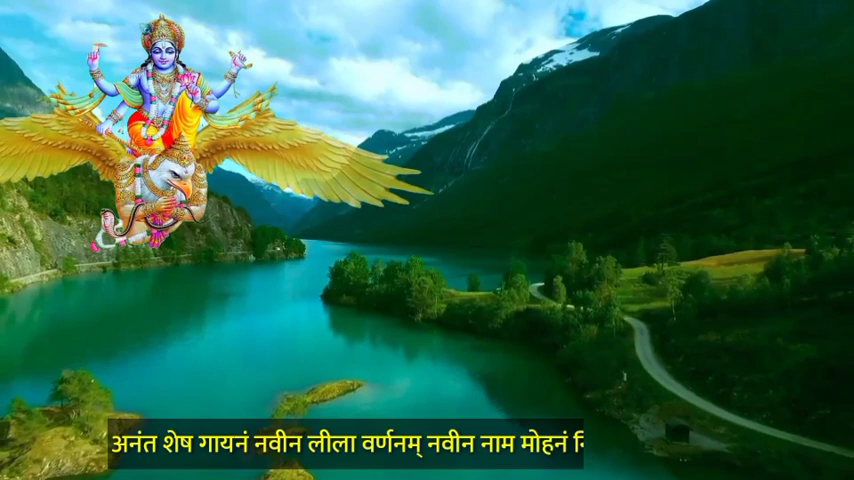 अनंत शेष गायनं नवीन लीला वर्णनम् नवीन नाम मोहनं